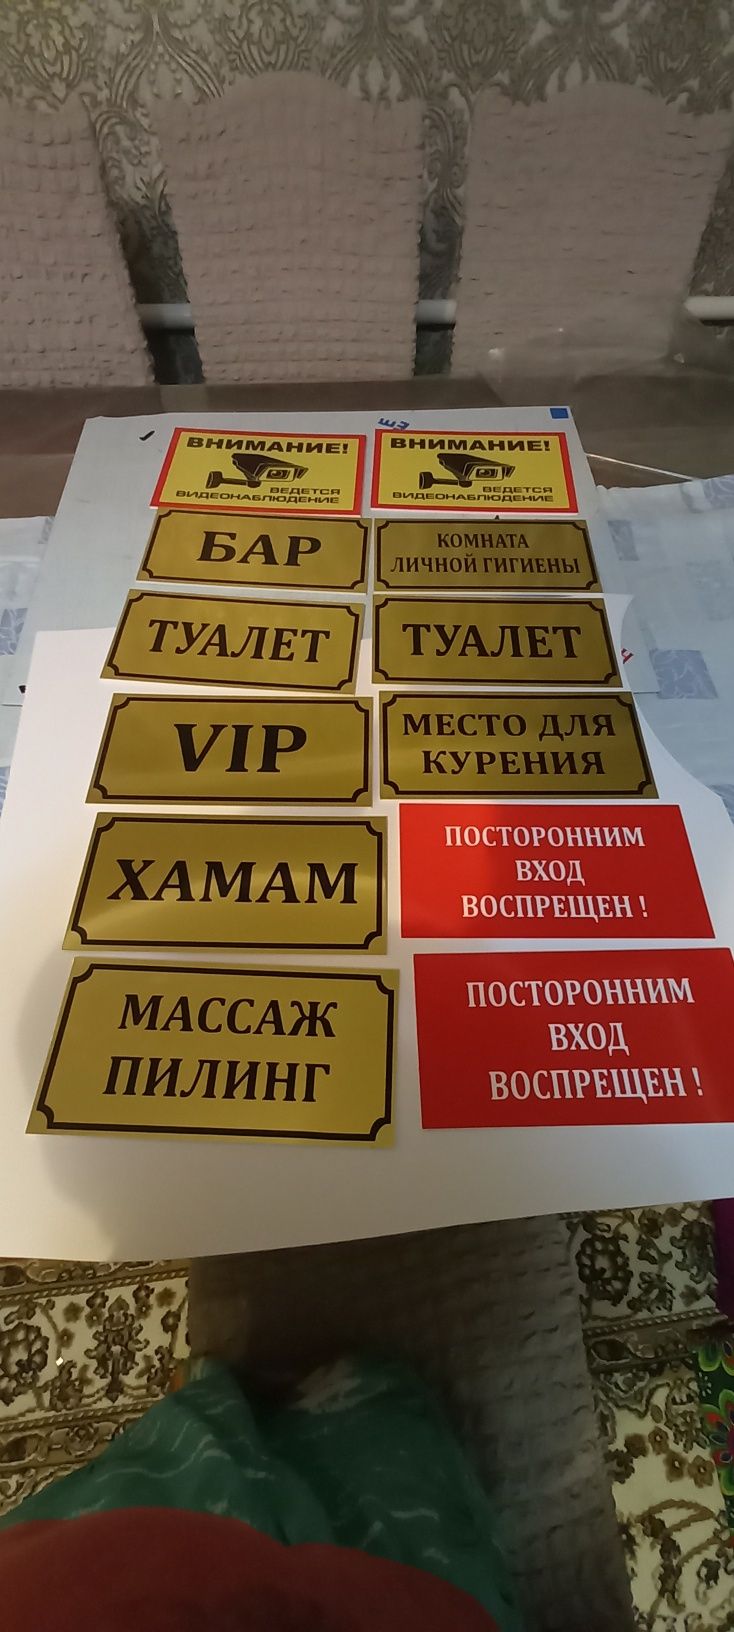 ВНИМАНИЕ!
ВЕДЕТСЯ
ВИДЕОНАБЛЮДЕНИЕ
ВНИМАНИЕ!
ВЕДЕТСЯ
ВИДЕОНАБЛЮДЕНИЕ
БАР
КОМНАТА
ЛИЧНОЙ ГИГИЕНЫ
ТУАЛЕТ
ТУАЛЕТ
VIP
МЕСТО ДЛЯ
КУРЕНИЯ
ХАМАМ
ПОСТОРОННИМ
ВХОД
ВОСПРЕЩЕН !
МАССАЖ
ПИЛИНГ
ПОСТОРОННИМ
ВХОД
ВОСПРЕЩЕН !